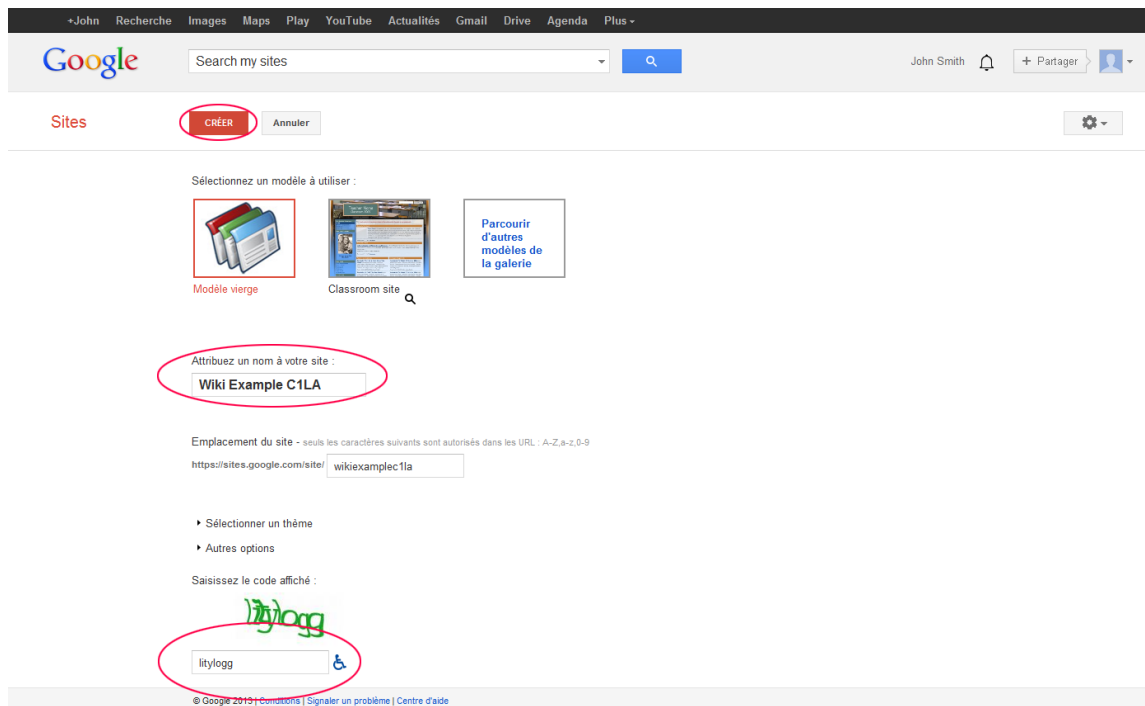 +John Recherche Images Maps Play YouTube Actualités Gmail Drive Agenda Plus
Google Search my sites John Smith + Partager
Sites CRÉER Annuler
Sélectionnez un modèle à utiliser :
Parcourir
d'autres
modèles de
la galerie
Modèle vierge Classroom site
Attribuez un nom à votre site :
Wiki Example C1LA
Emplacement du site - seuls les caractères suivants sont autorisés dans les URL : A-Z,a-z,0-9
https://sites.google.com/site/ wikiexamplec1la
Sélectionner un thème
Autres options
Saisissez le code affiché :
litylogg
litylogg
© Google 2013 | Conditions | Signaler un problème | Centre d'aide